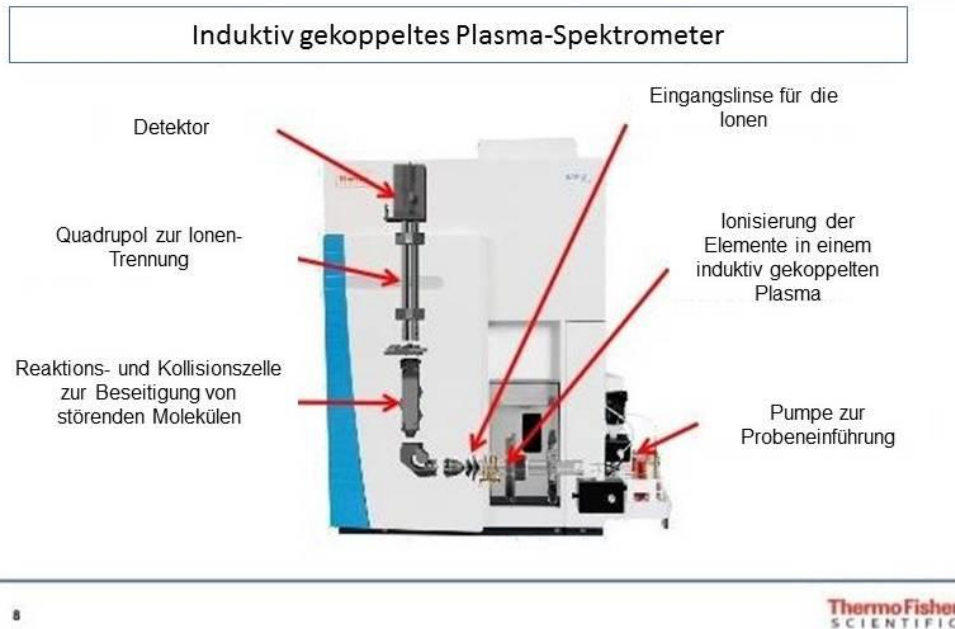 Induktiv gekoppeltes Plasma-Spektrometer
Eingangslinse für die
Ionen
Detektor
Ionisierung der
Elemente in einem
induktiv gekoppelten
Plasma
Quadrupol zur Ionen-
Trennung
Reaktions- und Kollisionszelle
zur Beseitigung von
störenden Molekülen
Pumpe zur
Probeneinführung
8
ThermoFisher
SCIENTIFIC